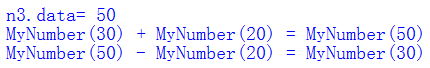 n3.data= 50
MyNumber(30) + MyNumber(20) = MyNumber(50)
MyNumber(50) - MyNumber(20) = MyNumber(30)